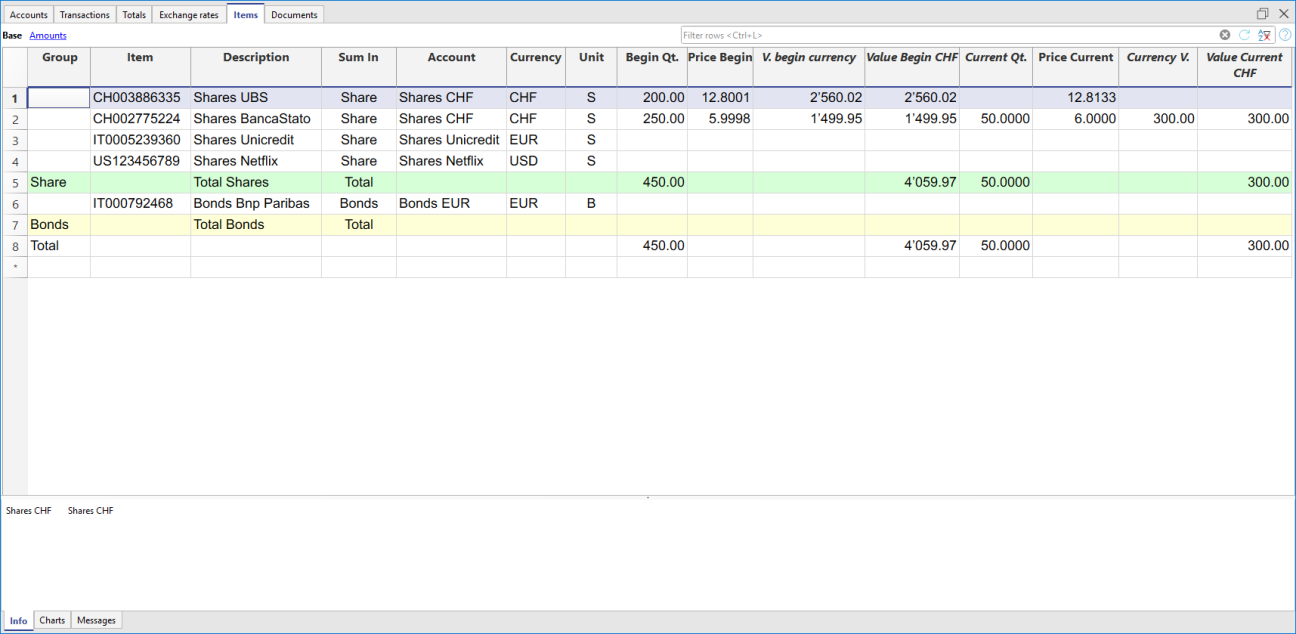 Accounts Transactions Totals Exchange rates Items Documents
Base Amounts Filter rows <Ctrl+L>
Group Item Description Sum In Account Currency Unit Begin Qt. Price Begin V. begin currency Value Begin CHF Current Qt. Price Current Currency V. Value Current
CHF
1 CH003886335 Shares UBS Share Shares CHF CHF S 200.00 12.8001 2'560.02 2'560.02 12.8133
2 CH002775224 Shares BancaStato Share Shares CHF CHF S 250.00 5.9998 1'499.95 1'499.95 50.0000 6.0000 300.00 300.00
3 IT0005239360 Shares Unicredit Share Shares Unicredit EUR S
4 US123456789 Shares Netflix Share Shares Netflix USD S
5 Share Total Shares Total 450.00 4'059.97 50.0000 300.00
6 IT000792468 Bonds Bnp Paribas Bonds Bonds EUR EUR B
7 Bonds Total Bonds Total
8 Total 450.00 4'059.97 50.0000 300.00
*
Shares CHF Shares CHF
Info Charts Messages